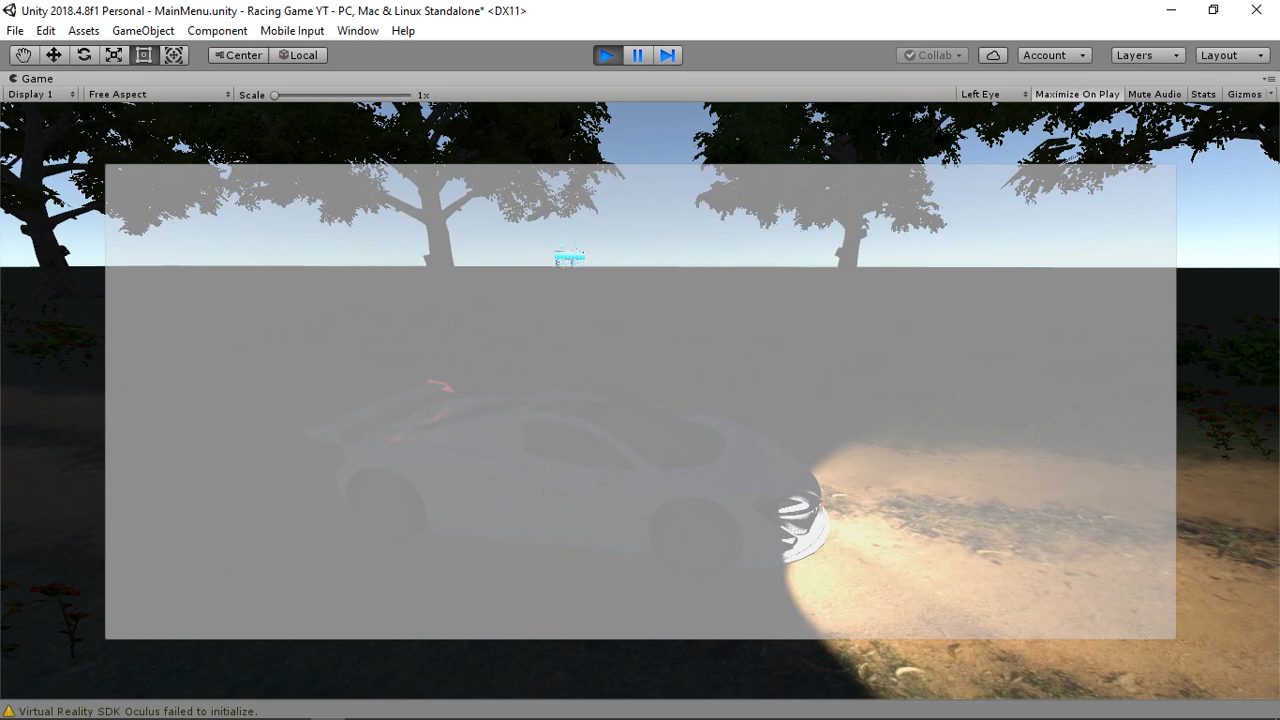 Unity 2018.4.8f1 Personal - MainMenu.unity - Racing Game YT - PC, Mac & Linux Standalone* <DX11>
File Edit Assets GameObject Component Mobile Input Window Help
Center Local Collab Account Layers Layout
Game
Display 1 Free Aspect Scale 1x Left Eye Maximize On Play Mute Audio Stats Gizmos
Virtual Reality SDK Oculus failed to initialize.